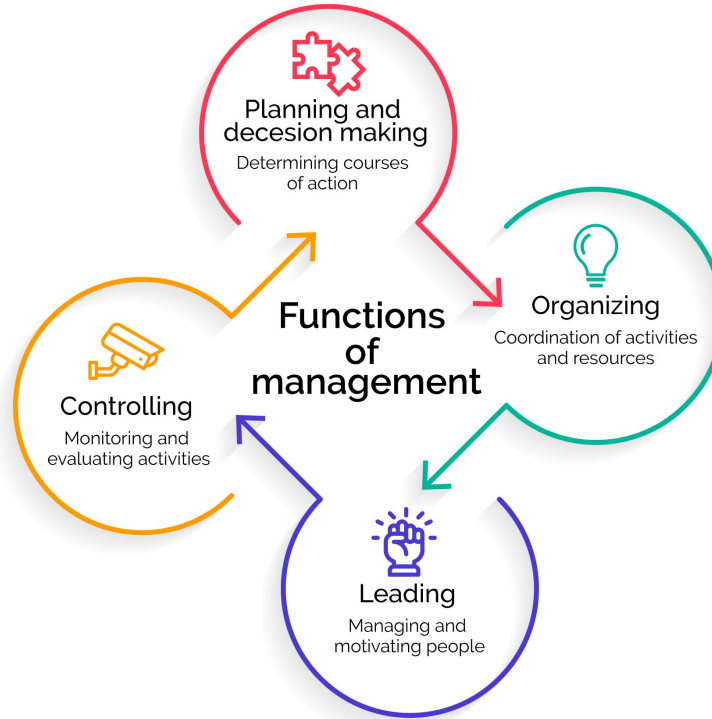 Planning and
decesion making
Determining courses
of action
Organizing
Coordination of activities
and resources
Functions
of
management
Controlling
Monitoring and
evaluating activities
Leading
Managing and
motivating people